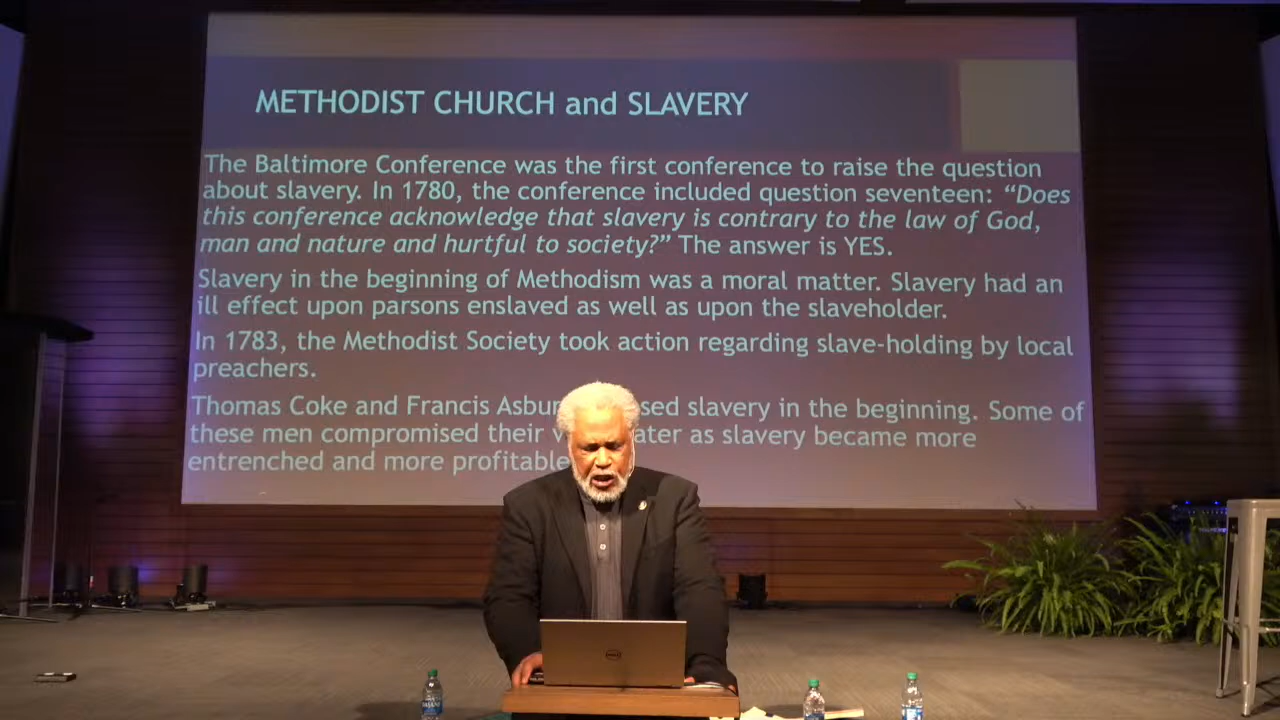 METHODIST CHURCH and SLAVERY
The Baltimore Conference was the first conference to raise the question
about slavery. In 1780, the conference included question seventeen: “Does
this conference acknowledge that slavery is contrary to the law of God,
man and nature and hurtful to society?” The answer is YES.
Slavery in the beginning of Methodism was a moral matter. Slavery had an
ill effect upon parsons enslaved as well as upon the slaveholder.
In 1783, the Methodist Society took action regarding slave-holding by local
preachers.
Thomas Coke and Francis slavery in the beginning. Some of
these men compromised their as slavery became more
entrenched and more profitable
DELL